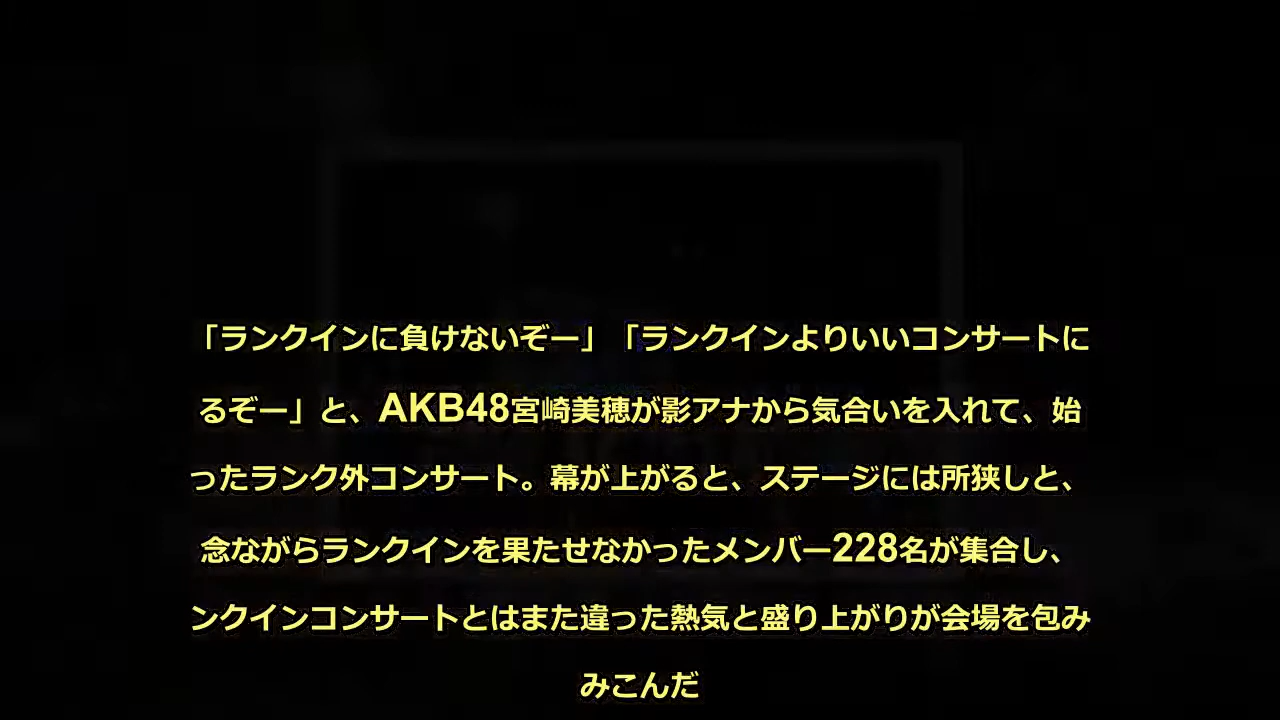 「ランクインに負けないぞー」「ランクインよりいいコンサートに
るぞー」と、AKB48宮崎美穂が影アナから気合いを入れて、始
ったランク外コンサート。幕が上がると、ステージには所狭しと、
念ながらランクインを果たせなかったメンバー228名が集合し、
ンクインコンサートとはまた違った熱気と盛り上がりが会場を包み
みこんだ